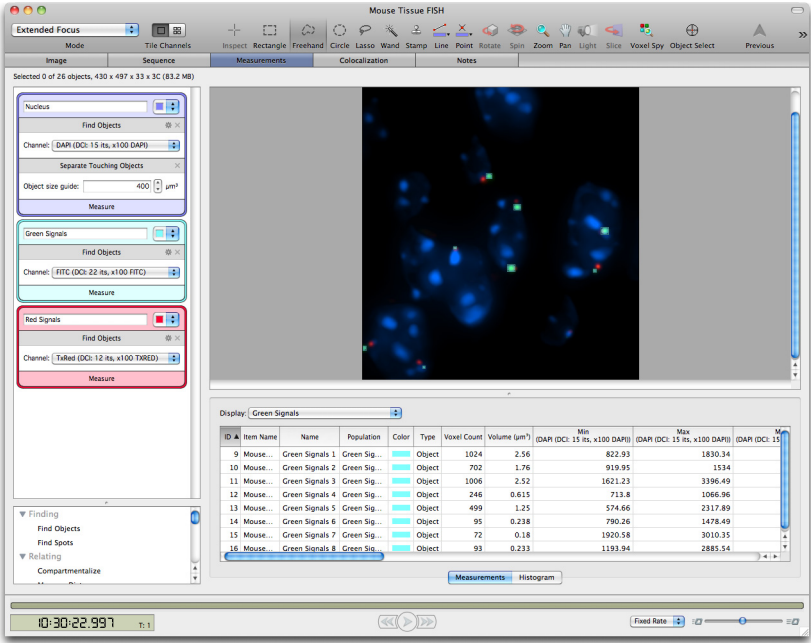 Mouse Tissue FISH
Extended Focus
Mode
Tile Channels
Inspect Rectangle Freehand Circle Lasso Wand Stamp Line Point Rotate Spin Zoom Pan Light Slice Voxel Spy Object Select
Previous
»
Image Sequence Measurements Colocalization Notes
Selected 0 of 26 objects, 430 x 497 x 33 x 3C (83.2 MB)
Nucleus
Find Objects
Channel: DAPI (DCI: 15 its, x100 DAPI)
Separate Touching Objects
Object size guide: 400 µm³
Measure
Green Signals
Find Objects
Channel: FITC (DCI: 22 its, x100 FITC)
Measure
Red Signals
Find Objects
Channel: TxRed (DCI: 12 its, x100 TXRED)
Measure
Finding
Find Objects
Find Spots
Relating
Compartmentalize
Display: Green Signals
ID Item Name Name Population Color Type Voxel Count Volume (µm³) Min (DAPI (DCI: 15 its, x100 DAPI)) Max (DAPI (DCI: 15 its, x100 DAPI)) (DAPI (DCI: 15
9 Mouse... Green Signals 1 Green Sig... Object 1024 2.56 822.93 1830.34
10 Mouse... Green Signals 2 Green Sig... Object 702 1.76 919.95 1534
11 Mouse... Green Signals 3 Green Sig... Object 1006 2.52 1621.23 3396.49
12 Mouse... Green Signals 4 Green Sig... Object 246 0.615 713.8 1066.96
13 Mouse... Green Signals 5 Green Sig... Object 499 1.25 574.66 2317.89
14 Mouse... Green Signals 6 Green Sig... Object 95 0.238 790.26 1478.49
15 Mouse... Green Signals 7 Green Sig... Object 72 0.18 1920.58 3010.35
16 Mouse... Green Signals 8 Green Sig... Object 93 0.233 1193.94 2885.54
Measurements Histogram
10:30:22.997 T: 1
Fixed Rate